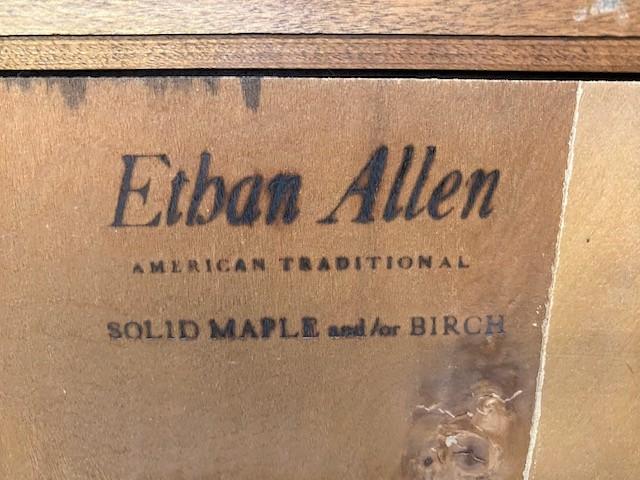 Ethan Allen
AMERICAN TRADITIONAL
SOLID MAPLE and/or BIRCH